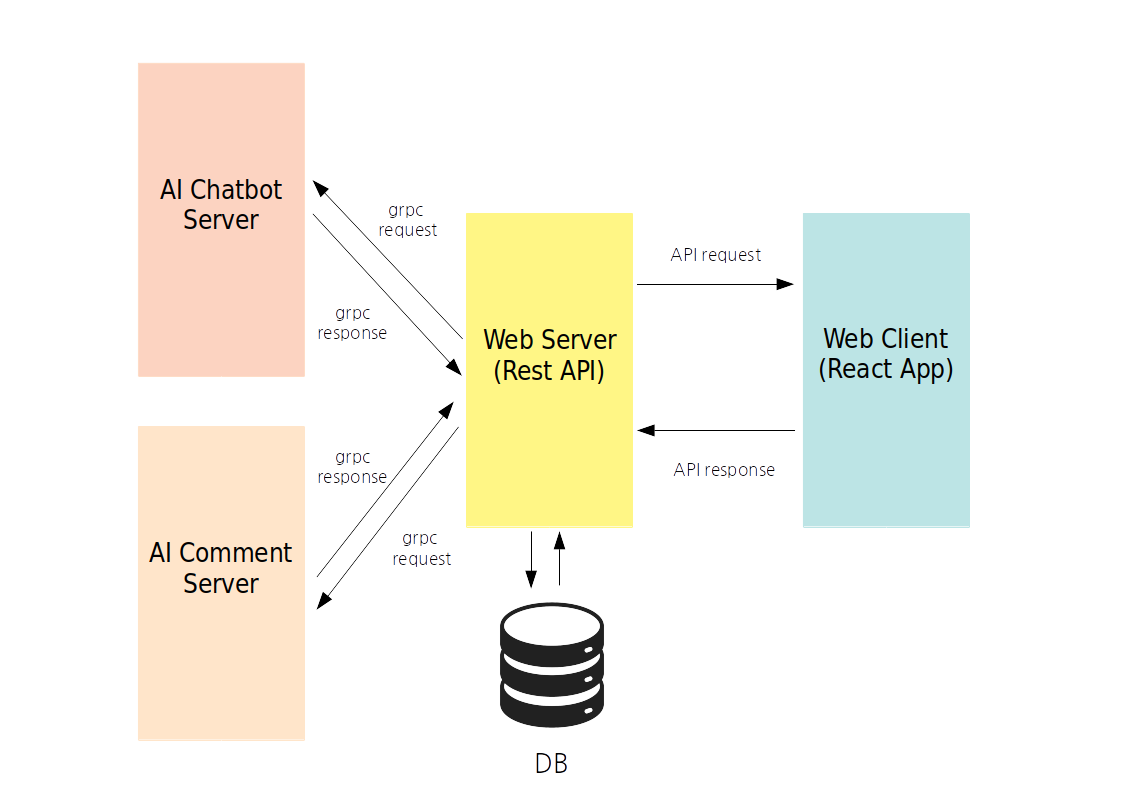 AI Chatbot
Server
grpc
request
grpc
response
Web Server
(Rest API)
API request
API response
Web Client
(React App)
AI Comment
Server
grpc
response
grpc
request
DB